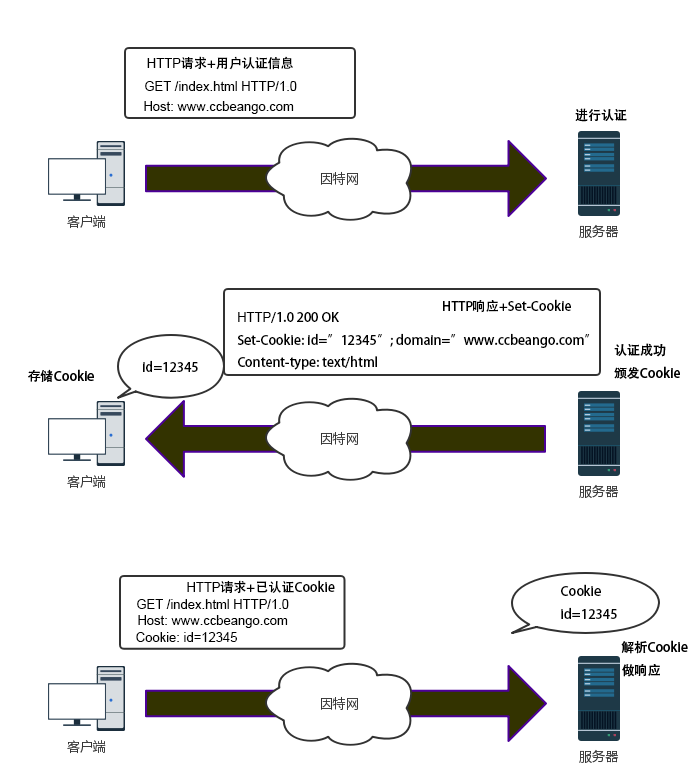 HTTP请求+用户认证信息
GET /index.html HTTP/1.0
Host: www.ccbeango.com
进行认证
因特网
客户端
服务器
HTTP响应+Set-Cookie
HTTP/1.0 200 OK
Set-Cookie: id=”12345”; domain=”www.ccbeango.com”
Content-type: text/html
认证成功
颁发Cookie
id=12345
存储Cookie
因特网
客户端
服务器
HTTP请求+已认证Cookie
GET /index.html HTTP/1.0
Host: www.ccbeango.com
Cookie: id=12345
Cookie
id=12345
解析Cookie
做响应
因特网
客户端
服务器